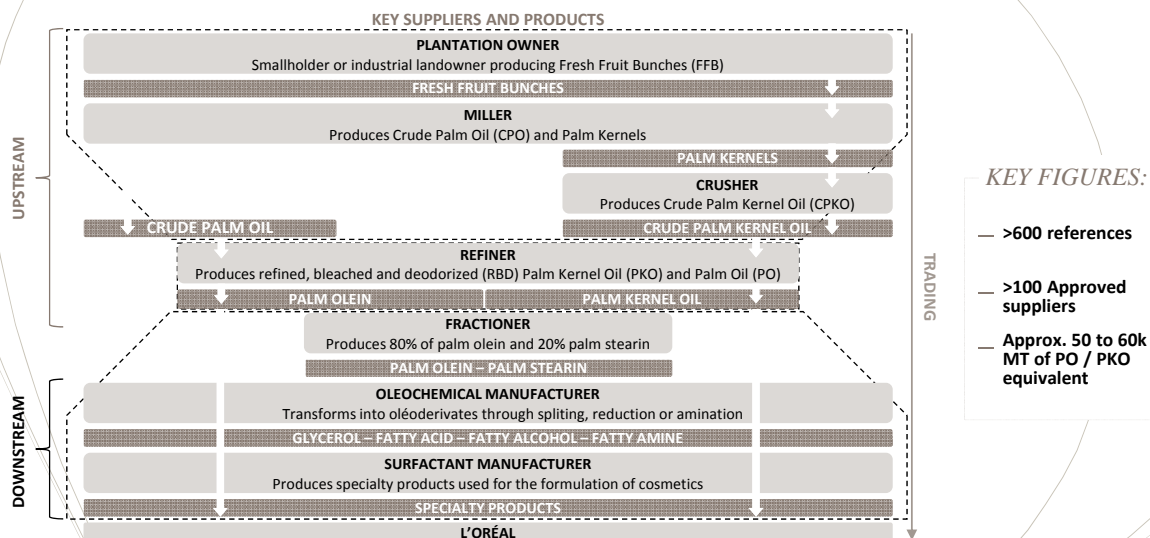 KEY SUPPLIERS AND PRODUCTS
PLANTATION OWNER
Smallholder or industrial landowner producing Fresh Fruit Bunches (FFB)
FRESH FRUIT BUNCHES
MILLER
Produces Crude Palm Oil (CPO) and Palm Kernels
PALM KERNELS
CRUSHER
Produces Crude Palm Kernel Oil (CPKO)
CRUDE PALM OIL
CRUDE PALM KERNEL OIL
REFINER
Produces refined, bleached and deodorized (RBD) Palm Kernel Oil (PKO) and Palm Oil (PO)
PALM OLEIN
PALM KERNEL OIL
FRACTIONER
Produces 80% of palm olein and 20% palm stearin
PALM OLEIN – PALM STEARIN
OLEOCHEMICAL MANUFACTURER
Transforms into oléoderivates through spliting, reduction or amination
GLYCEROL – FATTY ACID – FATTY ALCOHOL – FATTY AMINE
SURFACTANT MANUFACTURER
Produces specialty products used for the formulation of cosmetics
SPECIALTY PRODUCTS
L'ORÉAL
UPSTREAM
DOWNSTREAM
TRADING
KEY FIGURES:
— >600 references
— >100 Approved
suppliers
— Approx. 50 to 60k
MT of PO / PKO
equivalent